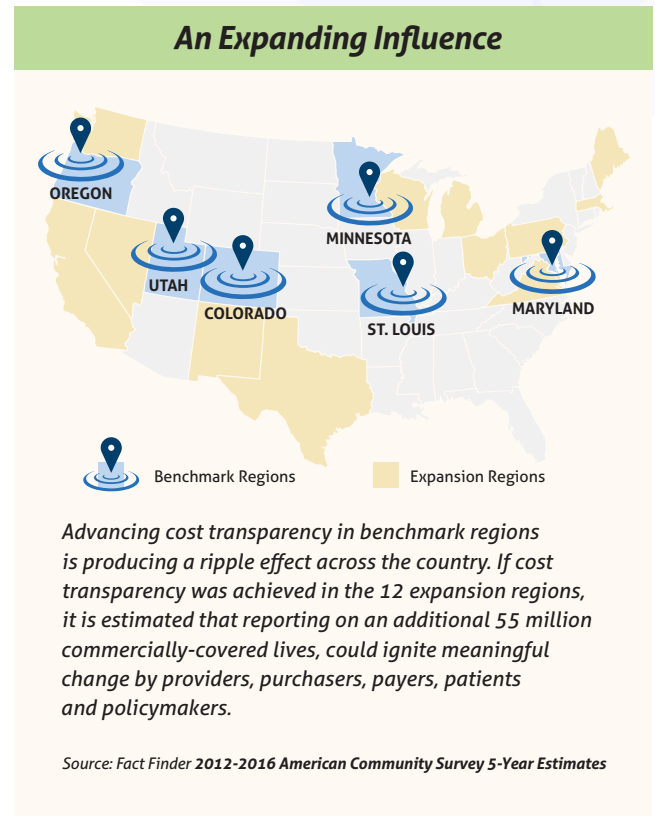 An Expanding Influence
OREGON
MINNESOTA
UTAH
COLORADO
ST. LOUIS
MARYLAND
Benchmark Regions
Expansion Regions
Advancing cost transparency in benchmark regions
is producing a ripple effect across the country. If cost
transparency was achieved in the 12 expansion regions,
it is estimated that reporting on an additional 55 million
commercially-covered lives, could ignite meaningful
change by providers, purchasers, payers, patients
and policymakers.
Source: Fact Finder 2012-2016 American Community Survey 5-Year Estimates